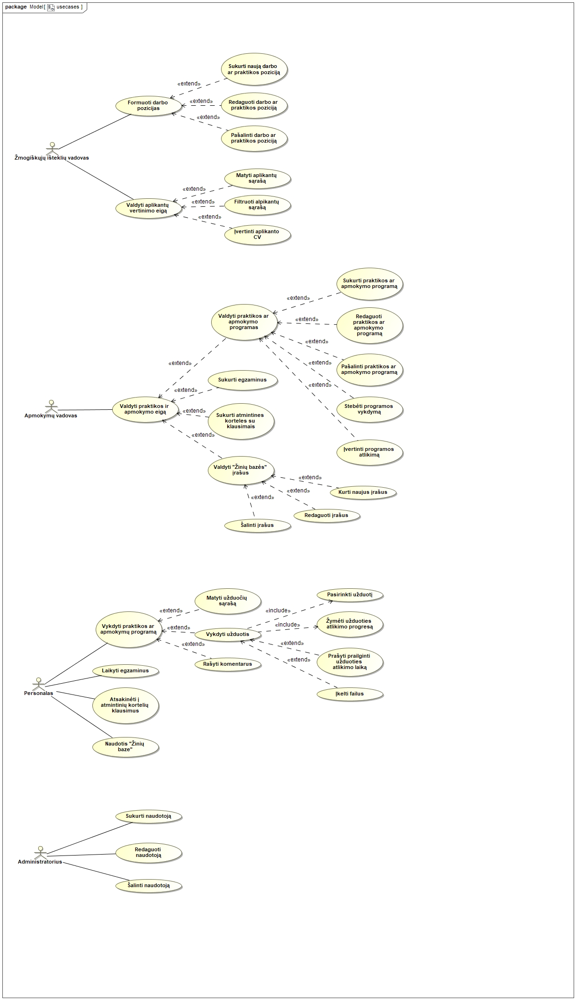 package Model[ usecases ]
Sukurti naują darbo
ar praktikos poziciją
«extend»
Formuoti darbo
pozicijas
«extend»
Redaguoti darbo ar
praktikos poziciją
«extend»
Pašalinti darbo ar
praktikos poziciją
Žmogiškųjų išteklių vadovas
Matyti aplikantų
sąrašą
«extend»
Valdyti aplikantų
vertinimo eigą
«extend»
Filtruoti alpikantų
sąrašą
«extend»
Įvertinti aplikanto
CV
Sukurti praktikos ar
apmokymo programą
«extend»
Valdyti praktikos ar
apmokymo
programas
«extend»
Redaguoti
praktikos ar
apmokymo
programą
«extend»
Pašalinti praktikos ar
apmokymo programą
«extend»
«extend»
«extend»
Sukurti egzaminus
«extend»
Stebėti programos
vykdymą
Apmokymų vadovas
Valdyti praktikos ir
apmokymo eigą
«extend»
Sukurti atmintines
korteles su
klausimais
«extend»
Įvertinti programos
atlikimą
Valdyti "Žinių bazės"
įrašus
«extend»
Kurti naujus įrašus
«extend»
«extend»
Redaguoti įrašus
Šalinti įrašus
Matyti užduočių
sąrašą
Pasirinkti užduotį
«extend»
«include»
Vykdyti praktikos ar
apmokymų programą
«extend»
Vykdyti užduotis
«include»
Žymėti užduoties
atlikimo progresą
«extend»
«extend»
Rašyti komentarus
«extend»
Prašyti prailginti
užduoties
atlikimo laiką
Laikyti egzaminus
Įkelti failus
Personalas
Atsakinėti į
atmintinių kortelių
klausimus
Naudotis "Žinių
baze"
Sukurti naudotoją
Redaguoti
naudotoją
Administratorius
Šalinti naudotoją